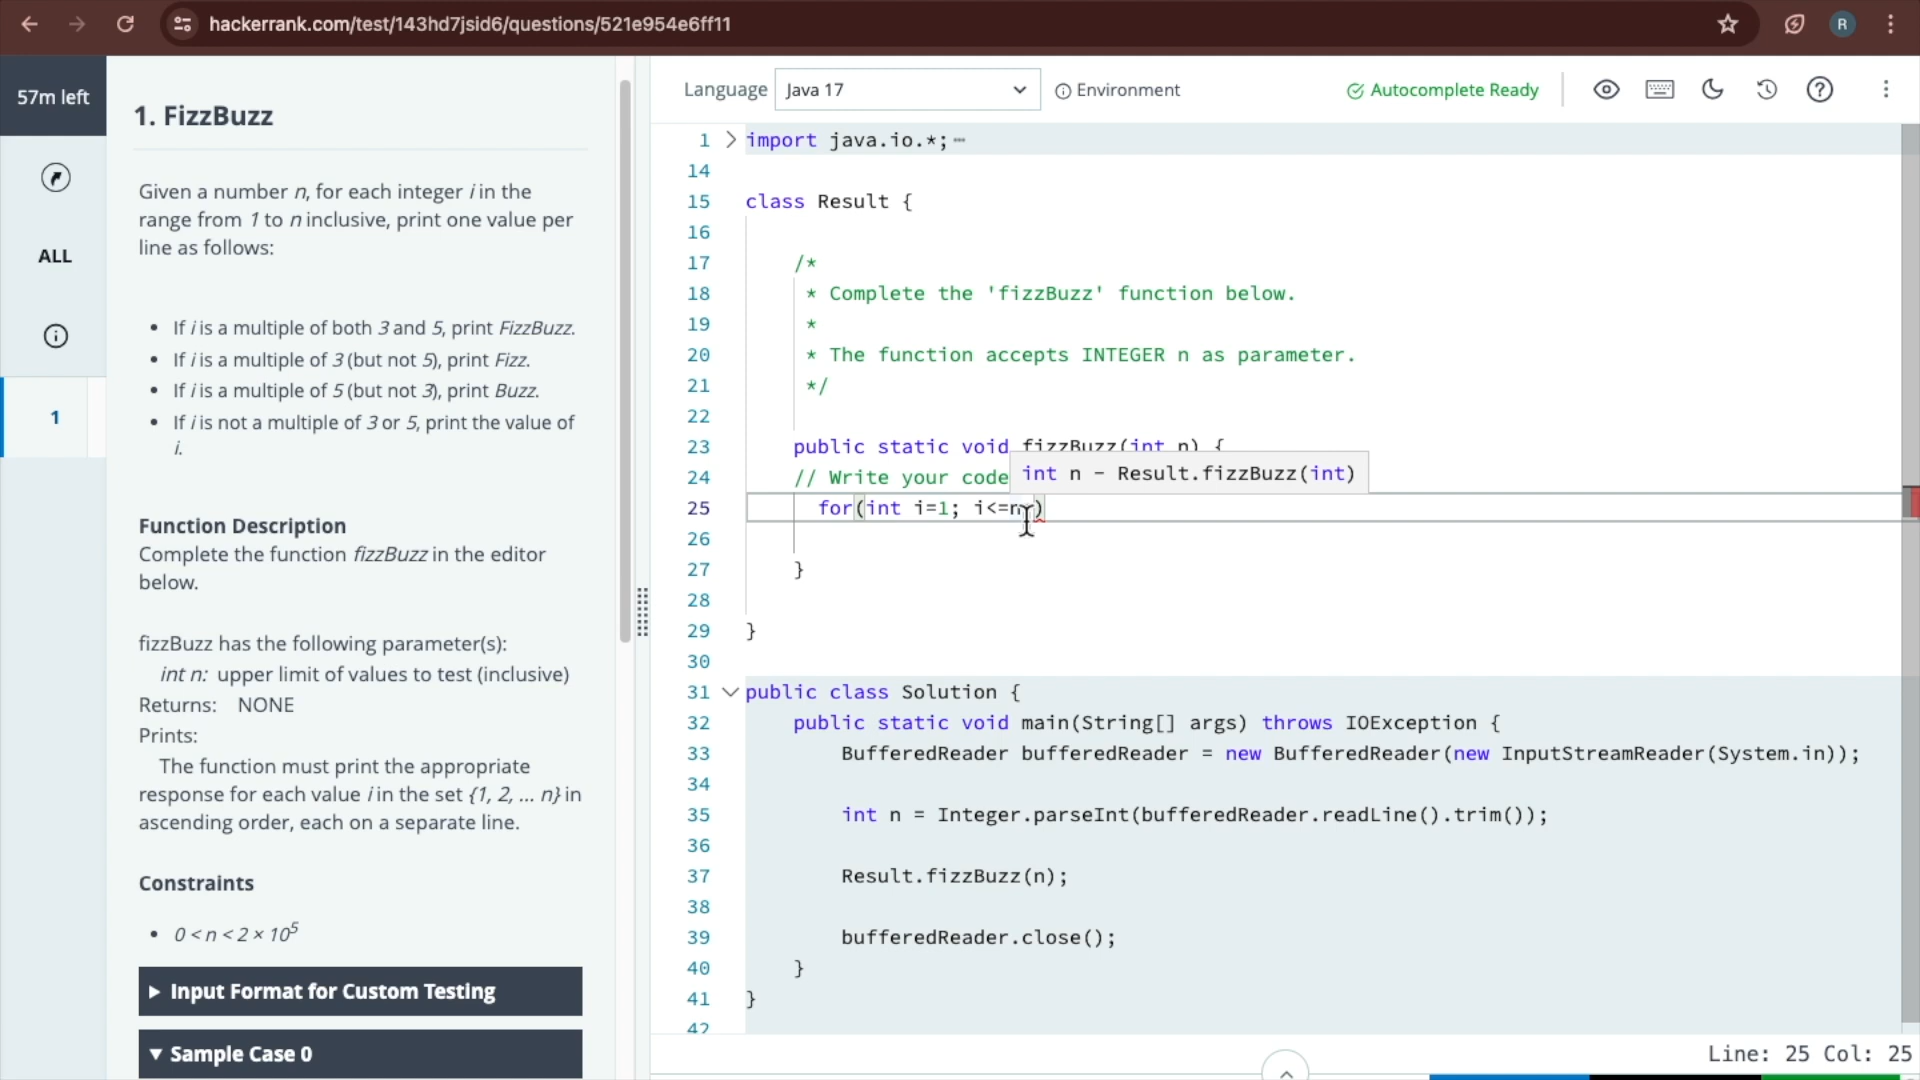 hackerrank.com/test/143hd7jsid6/questions/521e954e6ff11
R
57m left
ALL
1
1. FizzBuzz
Given a number n, for each integer i in the
range from 1 to n inclusive, print one value per
line as follows:
• If i is a multiple of both 3 and 5, print FizzBuzz.
• If i is a multiple of 3 (but not 5), print Fizz.
• If i is a multiple of 5 (but not 3), print Buzz.
• If i is not a multiple of 3 or 5, print the value of
i.
Function Description
Complete the function fizzBuzz in the editor
below.
fizzBuzz has the following parameter(s):
int n: upper limit of values to test (inclusive)
Returns: NONE
Prints:
The function must print the appropriate
response for each value i in the set {1, 2, ... n} in
ascending order, each on a separate line.
Constraints
• 0 < n < 2 × 10^5
Input Format for Custom Testing
Sample Case 0
Language Java 17 Environment Autocomplete Ready
1 import java.io.*;
14
15 class Result {
16
17 /*
18 * Complete the 'fizzBuzz' function below.
19 *
20 * The function accepts INTEGER n as parameter.
21 */
22
23 public static void fizzBuzz(int n) {
24 // Write your code
int n - Result.fizzBuzz(int)
25 for(int i=1; i<=n )
26
27 }
28
29 }
30
31 public class Solution {
32 public static void main(String[] args) throws IOException {
33 BufferedReader bufferedReader = new BufferedReader(new InputStreamReader(System.in));
34
35 int n = Integer.parseInt(bufferedReader.readLine().trim());
36
37 Result.fizzBuzz(n);
38
39 bufferedReader.close();
40 }
41 }
42
Line: 25 Col: 25